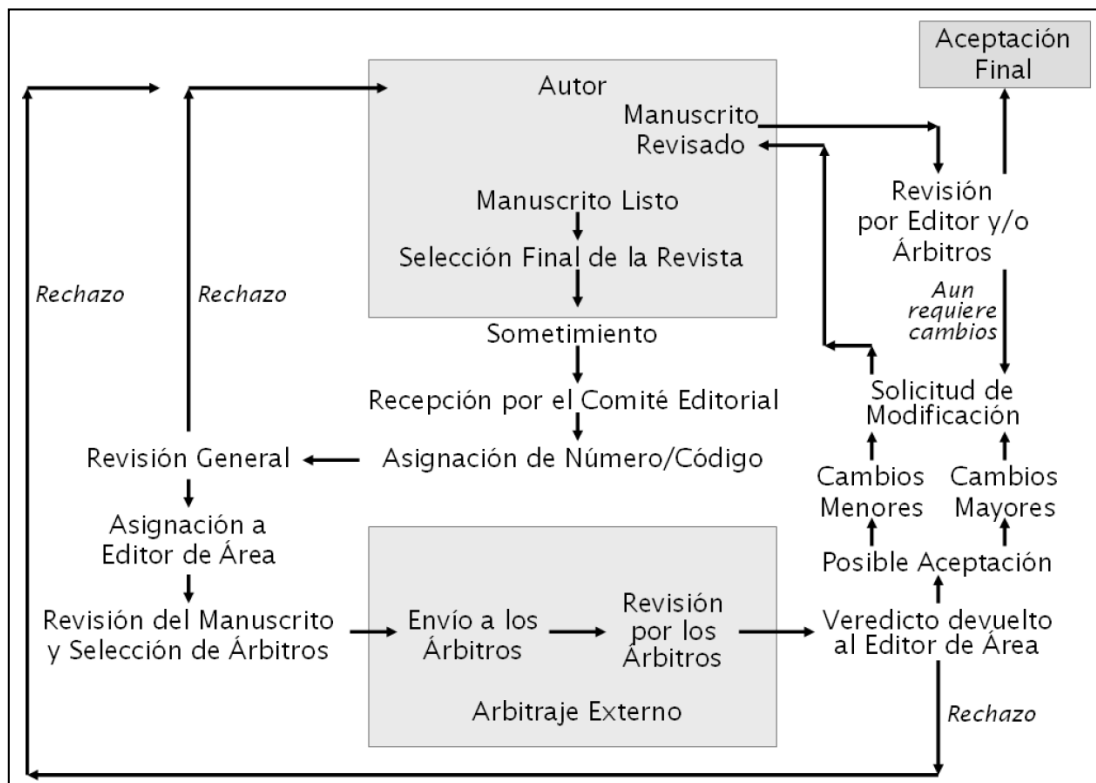 Aceptación
Final
Autor
Manuscrito
Revisado
Revisión
por Editor y/o
Árbitros
Manuscrito Listo
Selección Final de la Revista
Rechazo
Rechazo
Aun
requiere
cambios
Sometimiento
Recepción por el Comité Editorial
Solicitud de
Modificación
Revisión General
Asignación de Número/Código
Cambios
Menores
Cambios
Mayores
Asignación a
Editor de Área
Posible Aceptación
Revisión del Manuscrito
y Selección de Árbitros
Envío a los
Árbitros
Revisión
por los
Árbitros
Veredicto devuelto
al Editor de Área
Arbitraje Externo
Rechazo